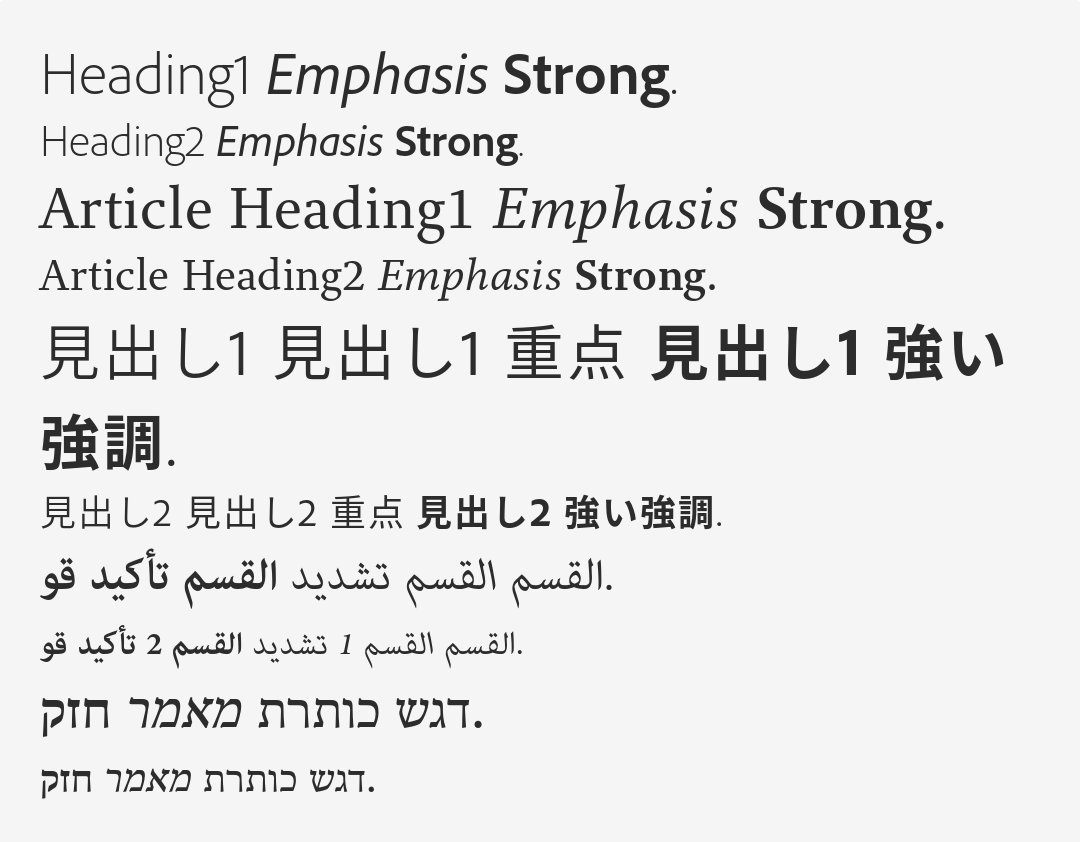 Heading1 Emphasis Strong.
Heading2 Emphasis Strong.
Article Heading1 Emphasis Strong.
Article Heading2 Emphasis Strong.
見出し1 見出し1 重点 見出し1 強い
強調.
見出し2 見出し2 重点 見出し2 強い強調.
القسم القسم تشديد القسم تأكيد قو.
القسم القسم 1 تشديد القسم 2 تأكيد قو.
דגש כותרת מאמר חזק.
דגש כותרת מאמר חזק.